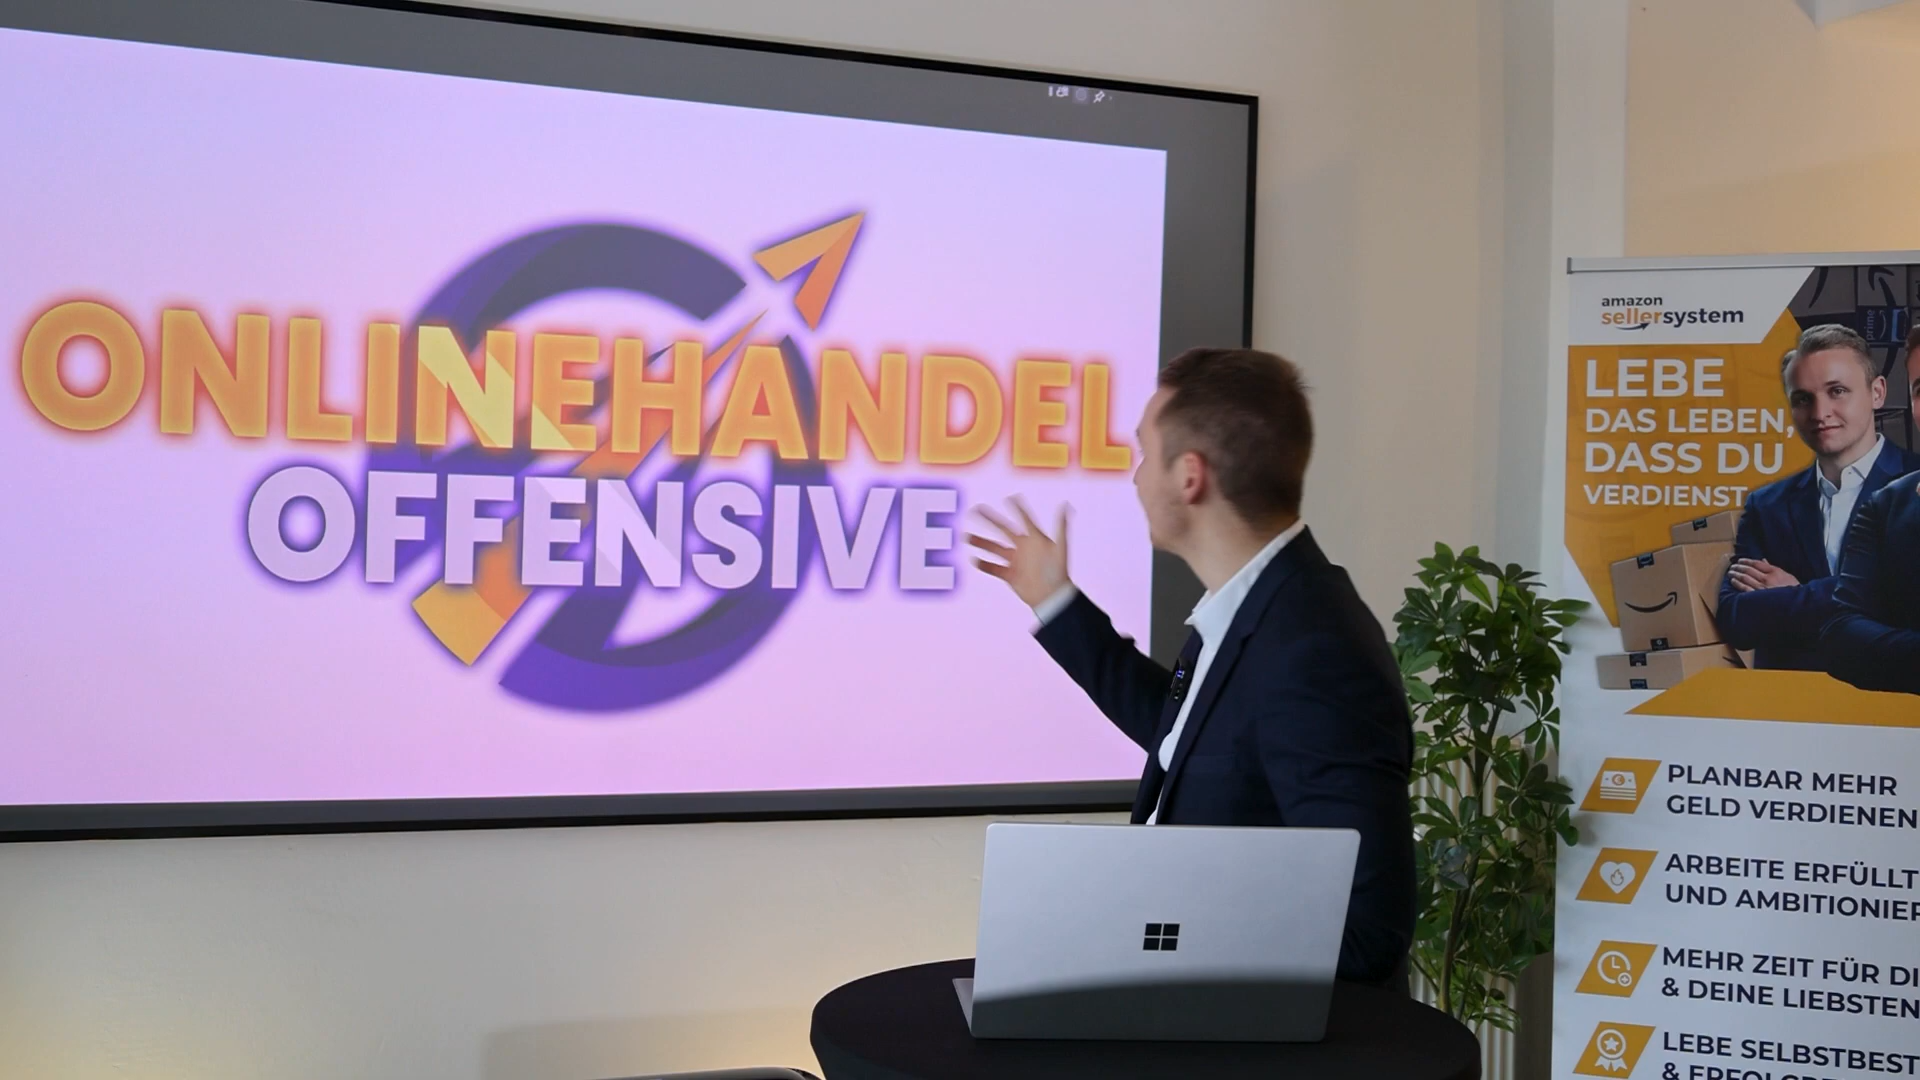 ONLINEHANDEL
OFFENSIVE
amazon
sellersystem
LEBE
DAS LEBEN,
DASS DU
VERDIENST
PLANBAR MEHR
GELD VERDIENEN
ARBEITE ERFÜLLT
UND AMBITIONIER
MEHR ZEIT FÜR DI
& DEINE LIEBSTEN
LEBE SELBSTBEST
prime